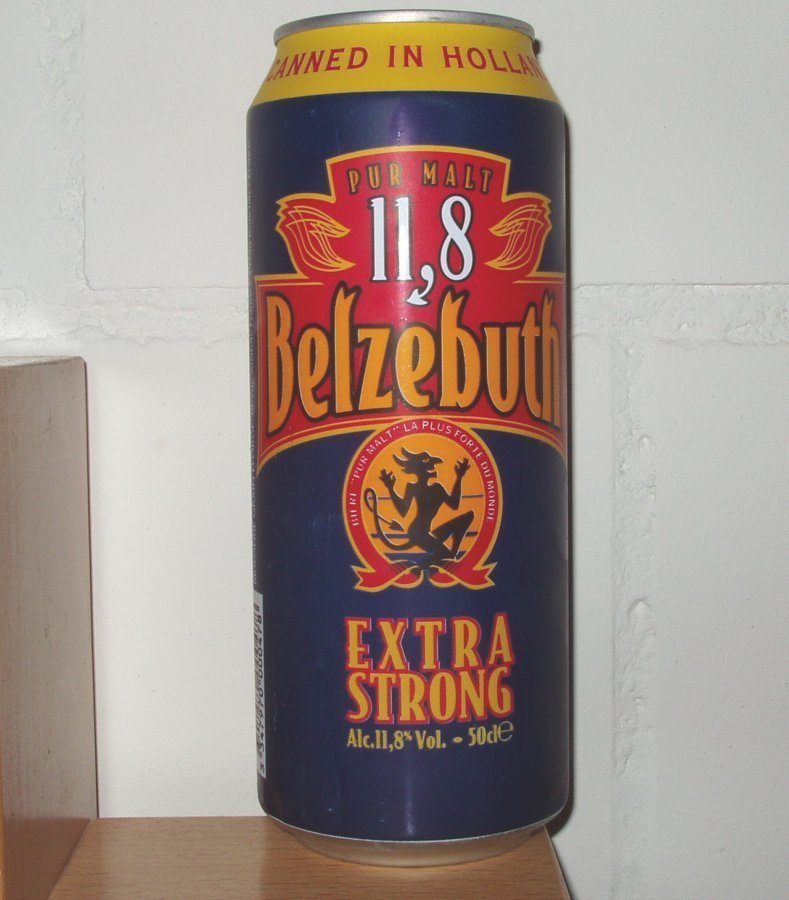 CANNED IN HOLLAN
PUR MALT
11,8
Belzebuth
BIERE "PUR MALT" LA PLUS FORTE DU MONDE
EXTRA
STRONG
Alc.11,8% Vol. - 50cle